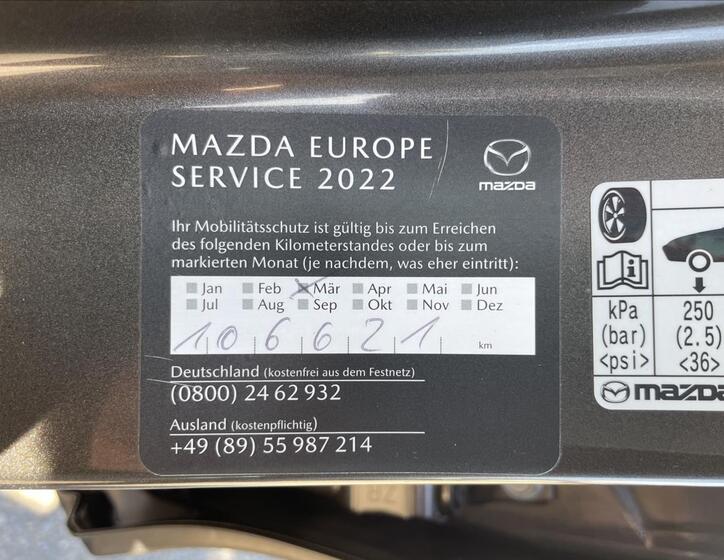 MAZDA EUROPE
SERVICE 2022
mazda
Ihr Mobilitätsschutz ist gültig bis zum Erreichen
des folgenden Kilometerstandes oder bis zum
markierten Monat (je nachdem, was eher eintritt):
Jan Feb Mär Apr Mai Jun
Jul Aug Sep Okt Nov Dez
106621 km
Deutschland (kostenfrei aus dem Festnetz)
(0800) 24 62 932
Ausland (kostenpflichtig)
+49 (89) 55 987 214
kPa 250
(bar) (2.5)
<psi> <36>
mazda